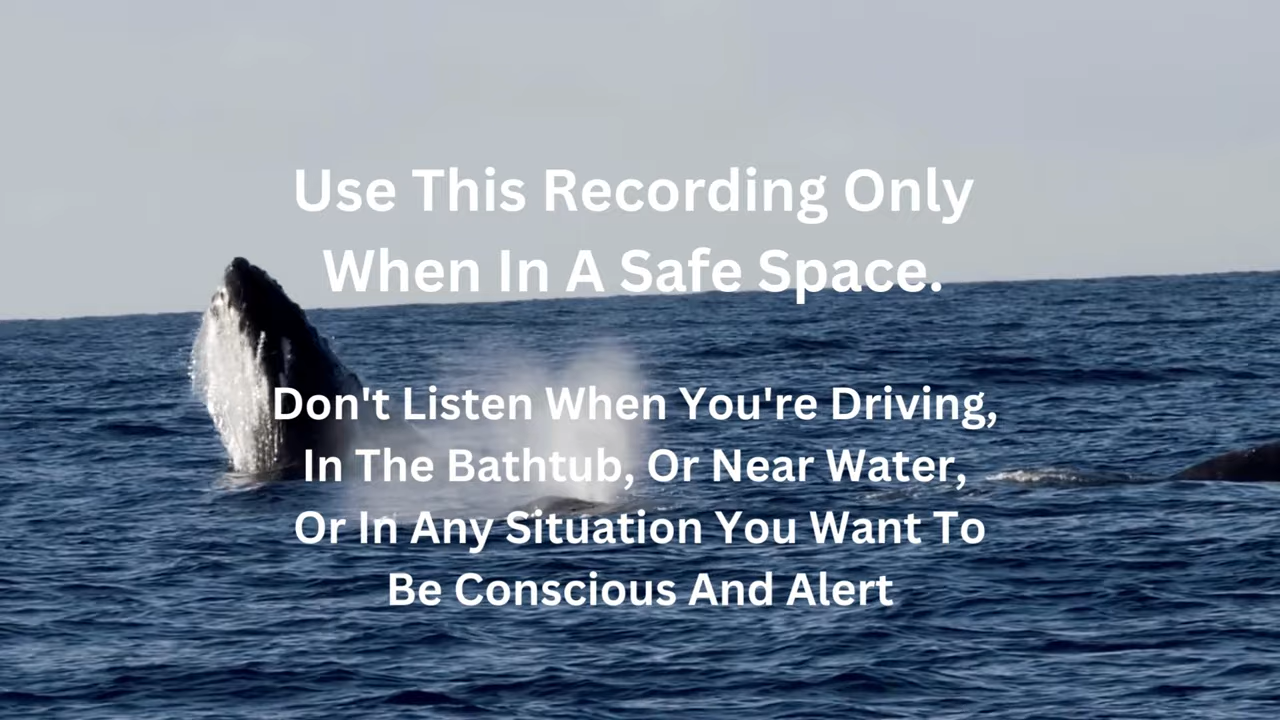 Use This Recording Only
When In A Safe Space.
Don't Listen When You're Driving,
In The Bathtub, Or Near Water,
Or In Any Situation You Want To
Be Conscious And Alert